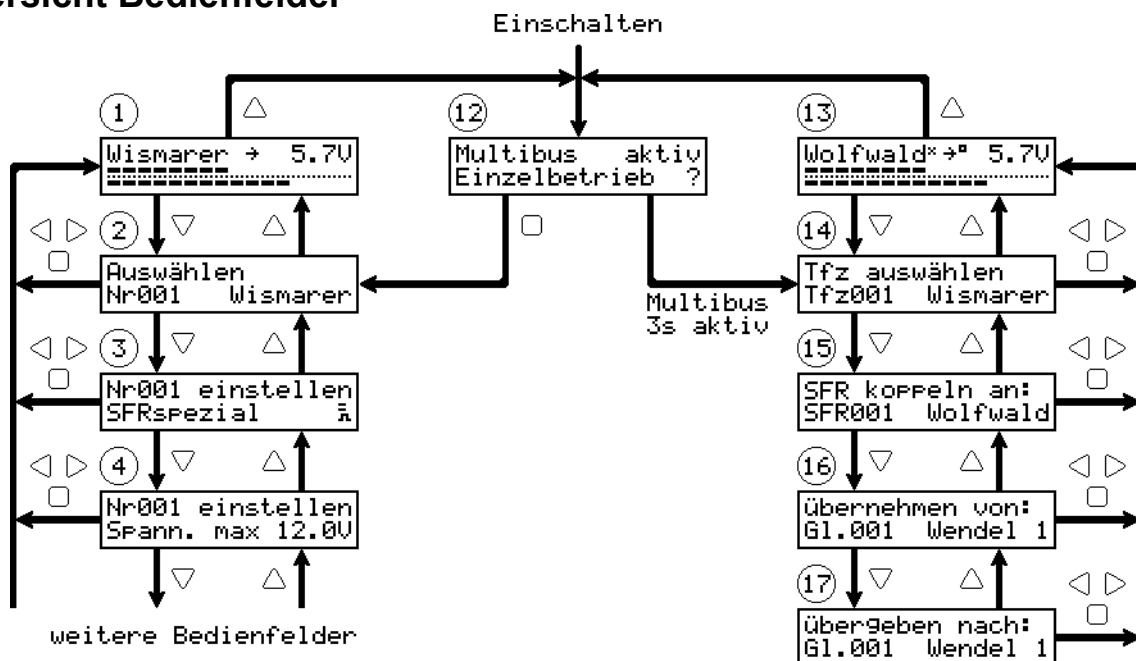 ersicht Bedienfelder
Einschalten
1
Wismarer → 5.7V
12
Multibus aktiv
Einzelbetrieb ?
13
Wolfwald 5.7V
2
Auswählen
Nr001 Wismarer
14
Tfz auswählen
Tfz001 Wismarer
Multibus
3s aktiv
3
Nr001 einstellen
SFRspezial
15
SFR koppeln an:
SFR001 Wolfwald
4
Nr001 einstellen
Spann. max 12.0V
16
übernehmen von:
Gl.001 Wendel 1
17
übergeben nach:
Gl.001 Wendel 1
weitere Bedienfelder